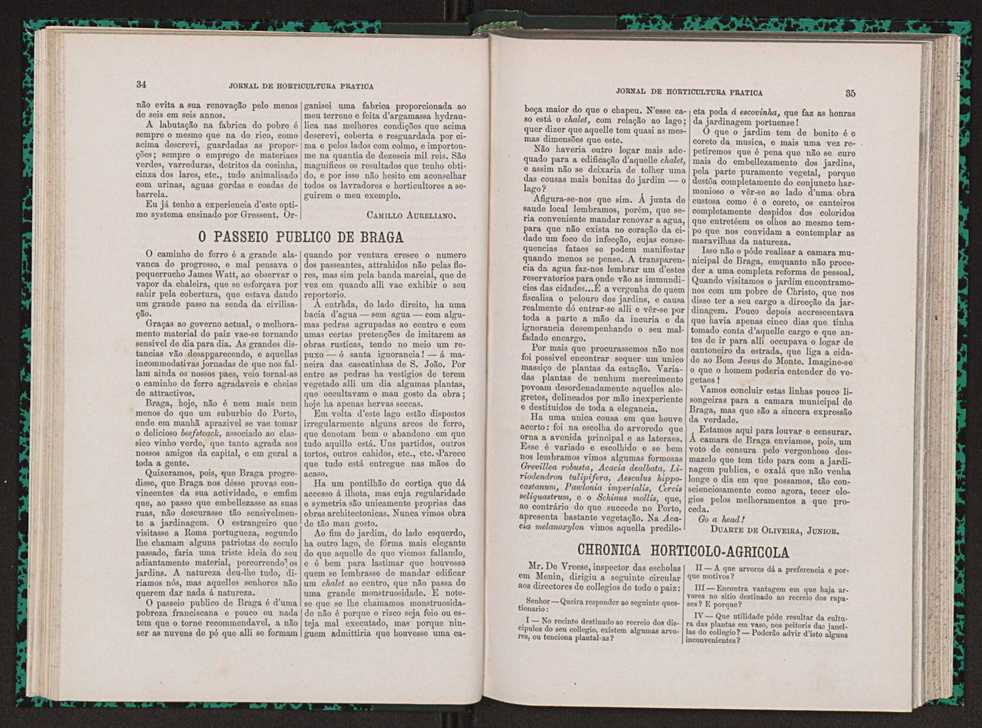 34
JORNAL DE HORTICULTURA PRATICA
não evita a sua renovação pelo menos
de seis em seis annos.
A labutação na fabrica do pobre é
sempre o mesmo que na do rico, como
acima descrevi, guardadas as propor-
ções; sempre o emprego de materiaes
verdes, varreduras, detritos da cosinha,
cinza dos lares, etc., tudo animalisado
com urinas, aguas gordas e coadas de
barrela.
Eu já tenho a experiencia d'este opti-
mo systema ensinado por Gressent. Or-
ganisei uma fabrica proporcionada ao
meu terreno e feita d'argamassa hydrau-
lica nas melhores condições que acima
descrevi, coberta e resguardada por ci-
ma e pelos lados com colmo, e importou-
me na quantia de dezeseis mil reis. São
magnificos os resultados que tenho obti-
do, e por isso não hesito em aconselhar
todos os lavradores e horticultores a se-
guirem o meu exemplo.
CAMILLO AURELIANO.
O PASSEIO PUBLICO DE BRAGA
O caminho de ferro é a grande ala-
vanca do progresso, e mal pensava o
pequerrucho James Watt, ao observar o
vapor da chaleira, que se esforçava por
sahir pela cobertura, que estava dando
um grande passo na senda da civilisa-
ção.
Graças ao governo actual, o melhora-
mento material do paiz vae-se tornando
sensivel de dia para dia. As grandes dis-
tancias vão desapparecendo, e aquellas
incommodativas jornadas de que nos fal-
lam ainda os nossos paes, veio tornal-as
o caminho de ferro agradaveis e cheias
de attractivos.
Braga, hoje, não é nem mais nem
menos do que um suburbio do Porto,
onde em manhã aprazivel se vae tomar
o delicioso beefsteack, associado ao clas-
sico vinho verde, que tanto agrada aos
nossos amigos da capital, e em geral a
toda a gente.
Quizeramos, pois, que Braga progre-
disse, que Braga nos désse provas con-
vincentes da sua actividade, e emfim
que, ao passo que embellezasse as suas
ruas, não descurasse tão sensivelmen-
te a jardinagem. O estrangeiro que
visitasse a Roma portugueza, segundo
lhe chamam alguns patriotas do seculo
passado, faria uma triste ideia do seu
adiantamento material, percorrendo os
jardins. A natureza deu-lhe tudo, di-
riamos nós, mas aquelles senhores não
querem dar nada á natureza.
O passeio publico de Braga é d'uma
pobreza franciscana e pouco ou nada
tem que o torne recommendavel, a não
ser as nuvens de pó que alli se formam
quando por ventura cresce o numero
dos passeantes, attrahidos não pelas flo-
res, mas sim pela banda marcial, que de
vez em quando alli vae exhibir o seu
reportorio.
Á entràda, do lado direito, ha uma
bacia d'agua — sem agua — com algu-
mas pedras agrupadas ao centro e com
umas certas pretenções de imitarem as
obras rusticas, tendo no meio um re-
puxo — ó santa ignorancia! — á ma-
neira das cascatinhas de S. João. Por
entre as pedras ha vestigios de terem
vegetado alli um dia algumas plantas,
que occultavam o mau gosto da obra;
hoje ha apenas hervas seccas.
Em volta d'este lago estão dispostos
irregularmente alguns arcos de ferro,
que denotam bem o abandono em que
tudo aquillo está. Uns partidos, outros
tortos, outros cahidos, etc., etc. Parece
que tudo está entregue nas mãos do
acaso.
Ha um pontilhão de cortiça que dá
accesso á ilhota, mas cuja regularidade
e symetria são unicamente proprias das
obras architectonicas. Nunca vimos obra
de tão mau gosto.
Ao fim do jardim, do lado esquerdo,
ha outro lago, de fórma mais elegante
do que aquelle de que viemos fallando,
e é bem para lastimar que houvesse
quem se lembrasse de mandar edificar
um chalet ao centro, que não passa de
uma grande monstruosidade. E note-
se que se lhe chamamos monstruosida-
de não é porque o risco seja feio ou es-
teja mal executado, mas porque nin-
guem admittiria que houvesse uma ca-
JORNAL DE HORTICULTURA PRATICA
35
beça maior do que o chapeu. N'esse ca-
so está o chalet, com relação ao lago;
quer dizer que aquelle tem quasi as mes-
mas dimensões que este.
Não haveria outro logar mais ade-
quado para a edificação d'aquelle chalet,
e assim não se deixaria de tolher uma
das cousas mais bonitas do jardim — o
lago?
Afigura-se-nos que sim. Á junta de
saude local lembramos, porém, que se-
ria conveniente mandar renovar a agua,
para que não exista no coração da ci-
dade um foco de infecção, cujas conse-
quencias fataes se podem manifestar
quando menos se pense. A transparen-
cia da agua faz-nos lembrar um d'estes
reservatorios para onde vão as immundi-
cies das cidades...É a vergonha de quem
fiscalisa o pelouro dos jardins, e causa
realmente dó entrar-se alli e vêr-se por
toda a parte a mão da incuria e da
ignorancia desempenhando o seu mal-
fadado encargo.
Por mais que procurassemos não nos
foi possivel encontrar sequer um unico
massiço de plantas da estação. Varia-
das plantas de nenhum merecimento
povoam desordenadamente aquelles ale-
gretes, delineados por mão inexperiente
e destituidos de toda a elegancia.
Ha uma unica cousa em que houve
acerto: foi na escolha do arvoredo que
orna a avenida principal e as lateraes.
Esse é variado e escolhido e se bem
nos lembramos vimos algumas formosas
Grevillea robusta, Acacia dealbata, Li-
riodendron tulipifera, Aesculus hippo-
castanum, Pawlonia imperialis, Cercis
seliquastrum, e o Schinus mollis, que,
ao contrario do que succede no Porto,
apresenta bastante vegetação. Na Aca-
cia melanoxylon vimos aquella predile-
eta poda á escovinha, que faz as honras
da jardinagem portuense!
O que o jardim tem de bonito é o
coreto da musica, e mais uma vez re-
petiremos que é pena que não se cure
mais do embellezamento dos jardins,
pela parte puramente vegetal, porque
destôa completamente do conjuncto har-
monioso o vêr-se ao lado d'uma obra
custosa como é o coreto, os canteiros
completamente despidos dos coloridos
que entretéem os olhos ao mesmo tem-
po que nos convidam a contemplar as
maravilhas da natureza.
Isso não o póde realisar a camara mu-
nicipal de Braga, emquanto não proce-
der a uma completa reforma de pessoal.
Quando visitamos o jardim encontramo-
nos com um pobre de Christo, que nos
disse ter a seu cargo a direcção da jar-
dinagem. Pouco depois accrescentava
que havia apenas cinco dias que tinha
tomado conta d'aquelle cargo e que an-
tes de ir para alli occupava o logar de
cantoneiro da estrada, que liga a cida-
de ao Bom Jesus do Monte. Imagine-se
o que o homem poderia entender de ve-
getaes!
Vamos concluir estas linhas pouco li-
songeiras para a camara municipal de
Braga, mas que são a sincera expressão
da verdade.
Estamos aqui para louvar e censurar.
Á camara de Braga enviamos, pois, um
voto de censura pelo vergonhoso des-
mando que tem tido para com a jardi-
nagem publica, e oxalá que não venha
longe o dia em que possamos, tão con-
scienciosamente como agora, tecer elo-
gios pelos melhoramentos a que pro-
ceda.
Go a head!
DUARTE DE OLIVEIRA, JUNIOR.
CHRONICA HORTICOLO-AGRICOLA
Mr. De Vreese, inspector das escholas
em Menin, dirigiu a seguinte circular
aos directores de collegios de todo o paiz:
Senhor — Queira responder ao seguinte ques-
tionario:
I — No recinto destinado ao recreio dos dis-
cipulos do seu collegio, existem algumas arvo-
res, ou tenciona plantal-as?
II — A que arvores dá a preferencia e por-
que motivos?
III — Encontra vantagem em que haja ar-
vores no sitio destinado ao recreio dos rapa-
zes? E porque?
IV — Que utilidade póde resultar da cultu-
ra das plantas em vaso, nos peitoris das janel-
las do collegio? — Poderão advir d'isto alguns
inconvenientes?